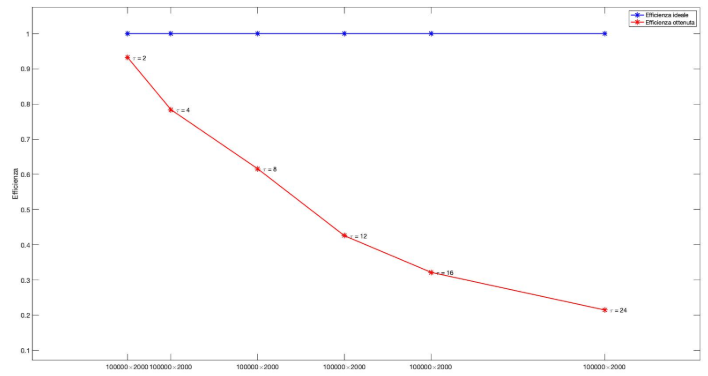 Efficienza ideale
Efficienza ottenuta
1
0.9
0.8
0.7
0.6
0.5
0.4
0.3
0.2
0.1
Efficienza
τ = 2
τ = 4
τ = 8
τ = 12
τ = 16
τ = 24
100000×2000 100000×2000 100000×2000 100000×2000 100000×2000 100000×2000